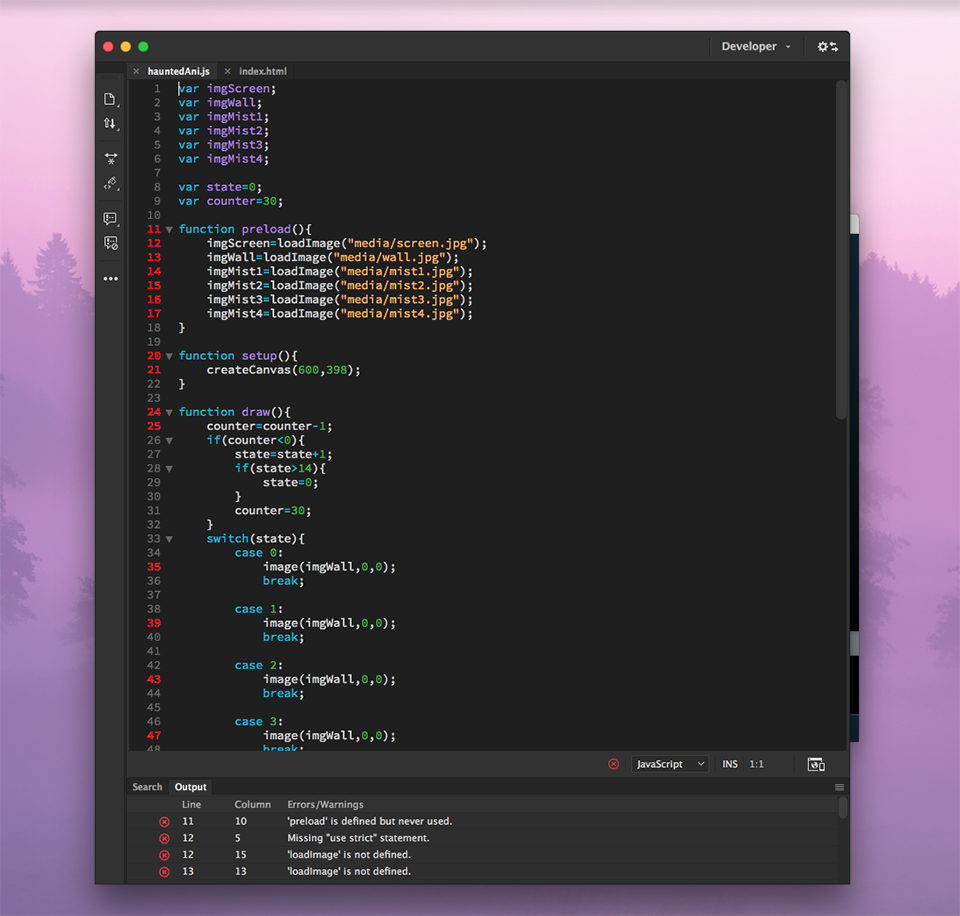 Developer
hauntedAni.js
index.html
1 var imgScreen;
2 var imgWall;
3 var imgMist1;
4 var imgMist2;
5 var imgMist3;
6 var imgMist4;
7
8 var state=0;
9 var counter=30;
10
11 function preload(){
12 imgScreen=loadImage("media/screen.jpg");
13 imgWall=loadImage("media/wall.jpg");
14 imgMist1=loadImage("media/mist1.jpg");
15 imgMist2=loadImage("media/mist2.jpg");
16 imgMist3=loadImage("media/mist3.jpg");
17 imgMist4=loadImage("media/mist4.jpg");
18 }
19
20 function setup(){
21 createCanvas(600,398);
22 }
23
24 function draw(){
25 counter=counter-1;
26 if(counter<0){
27 state=state+1;
28 if(state>14){
29 state=0;
30 }
31 counter=30;
32 }
33 switch(state){
34 case 0:
35 image(imgWall,0,0);
36 break;
37
38 case 1:
39 image(imgWall,0,0);
40 break;
41
42 case 2:
43 image(imgWall,0,0);
44 break;
45
46 case 3:
47 image(imgWall,0,0);
48 break;
JavaScript INS 1:1
Search Output
Line Column Errors/Warnings
11 10 'preload' is defined but never used.
12 5 Missing "use strict" statement.
12 15 'loadImage' is not defined.
13 13 'loadImage' is not defined.